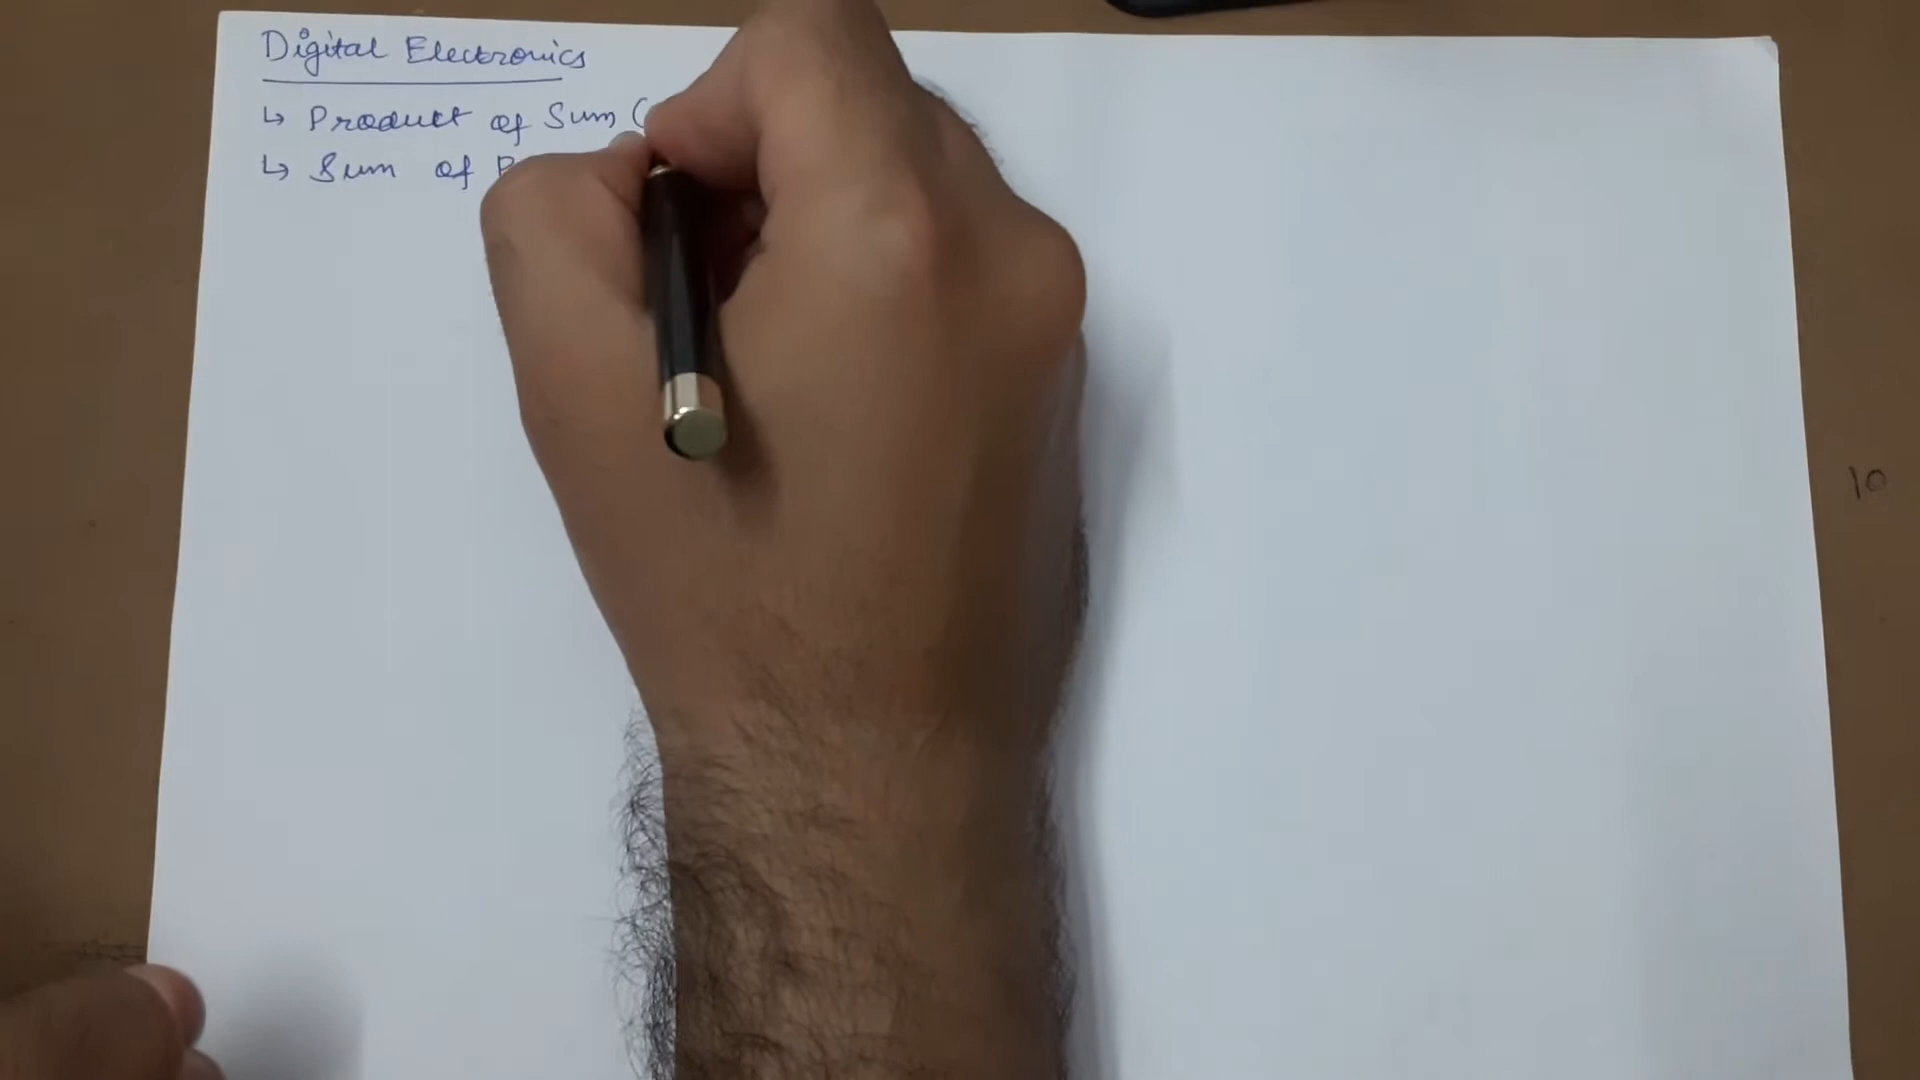 Digital Electronics
↳ Product of Sum (
↳ Sum of
10